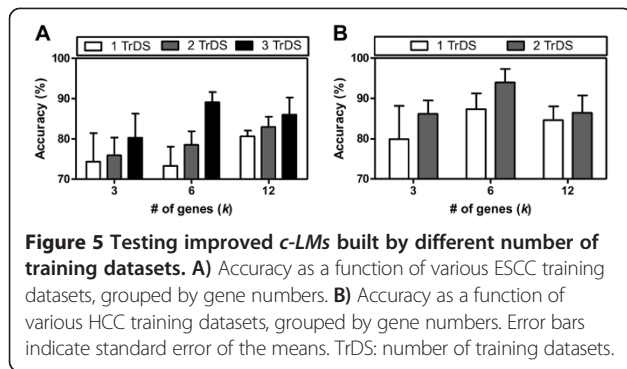 A
1 TrDS 2 TrDS 3 TrDS
Accuracy (%)
100
90
80
70
3 6 12
# of genes (k)
B
1 TrDS 2 TrDS
Accuracy (%)
100
90
80
70
3 6 12
# of genes (k)
Figure 5 Testing improved c-LMs built by different number of
training datasets. A) Accuracy as a function of various ESCC training
datasets, grouped by gene numbers. B) Accuracy as a function of
various HCC training datasets, grouped by gene numbers. Error bars
indicate standard error of the means. TrDS: number of training datasets.